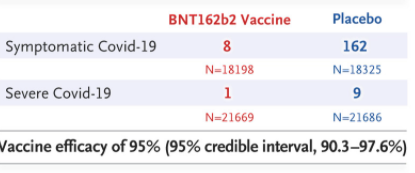 BNT162b2 Vaccine Placebo
Symptomatic Covid-19 8 162
N=18198 N=18325
Severe Covid-19 1 9
N=21669 N=21686
Vaccine efficacy of 95% (95% credible interval, 90.3–97.6%)